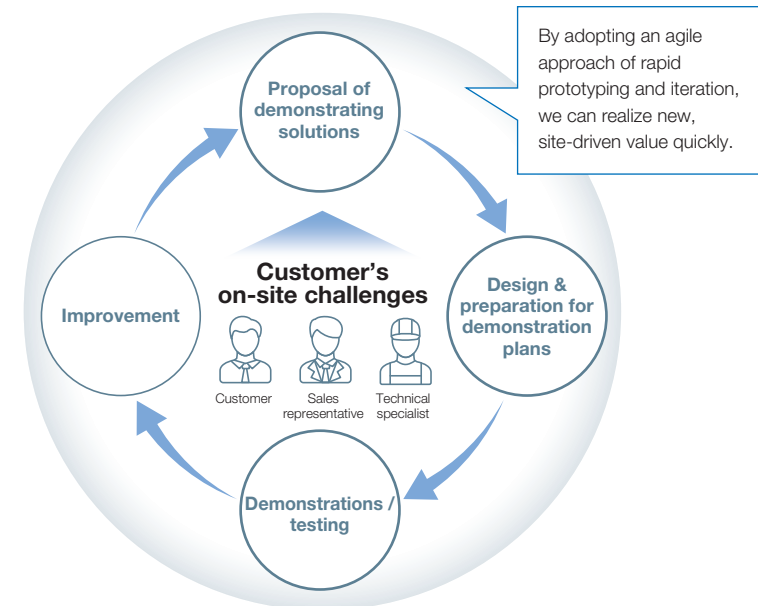 By adopting an agile
approach of rapid
prototyping and iteration,
we can realize new,
site-driven value quickly.
Proposal of
demonstrating
solutions
Design &
preparation for
demonstration
plans
Demonstrations /
testing
Improvement
Customer’s
on-site challenges
Customer
Sales
representative
Technical
specialist